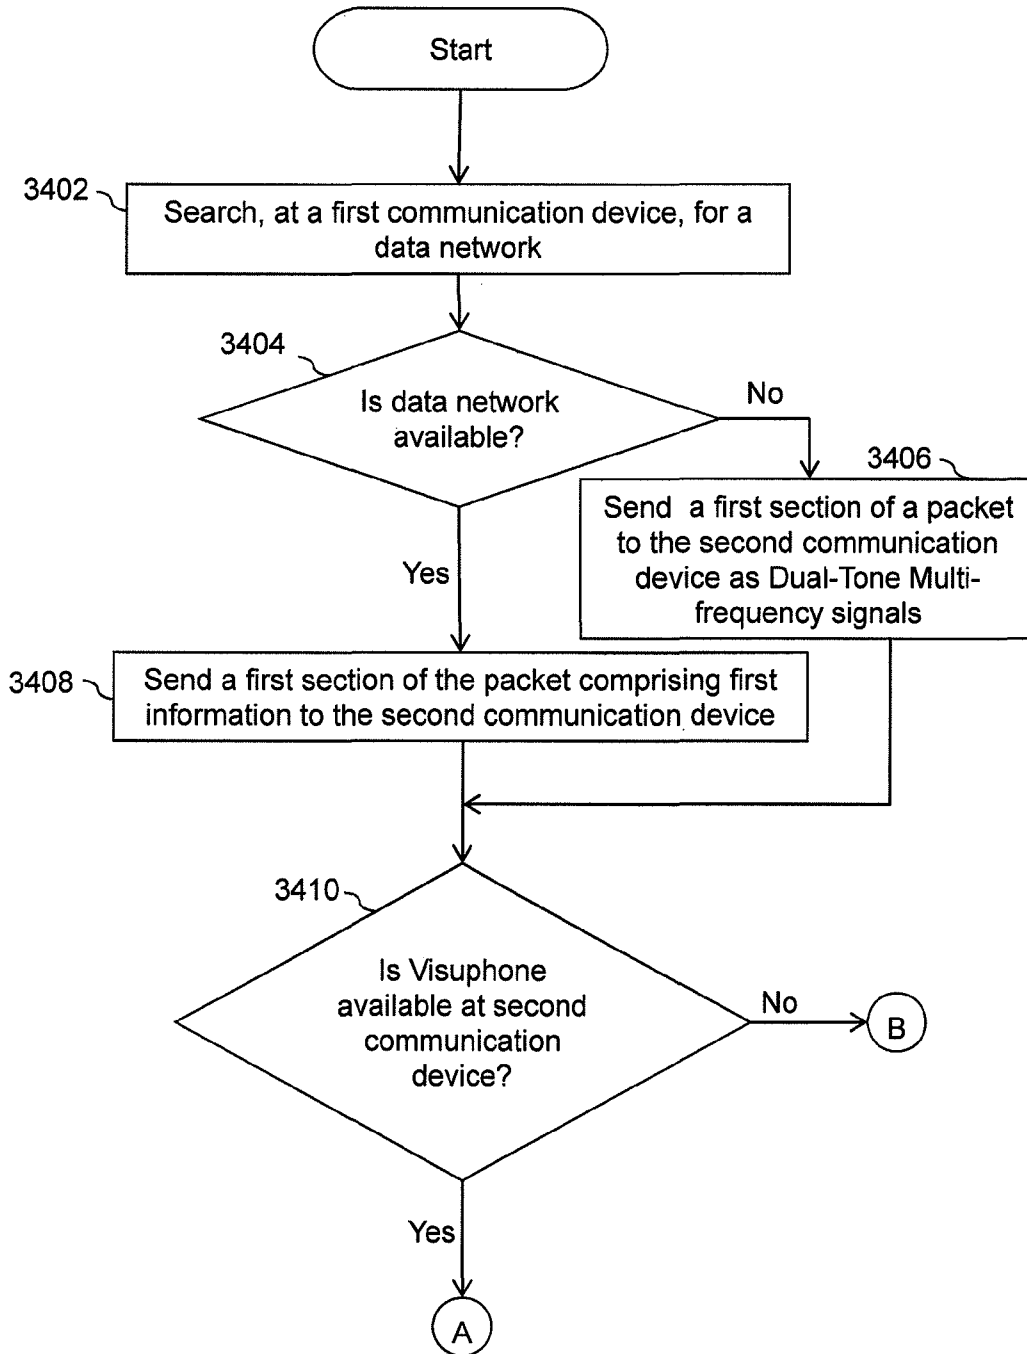 Start
3402
Search, at a first communication device, for a
data network
3404
Is data network
available?
No
3406
Send a first section of a packet
to the second communication
device as Dual-Tone Multi-
frequency signals
Yes
3408
Send a first section of the packet comprising first
information to the second communication device
3410
Is Visuphone
available at second
communication
device?
No
B
Yes
A